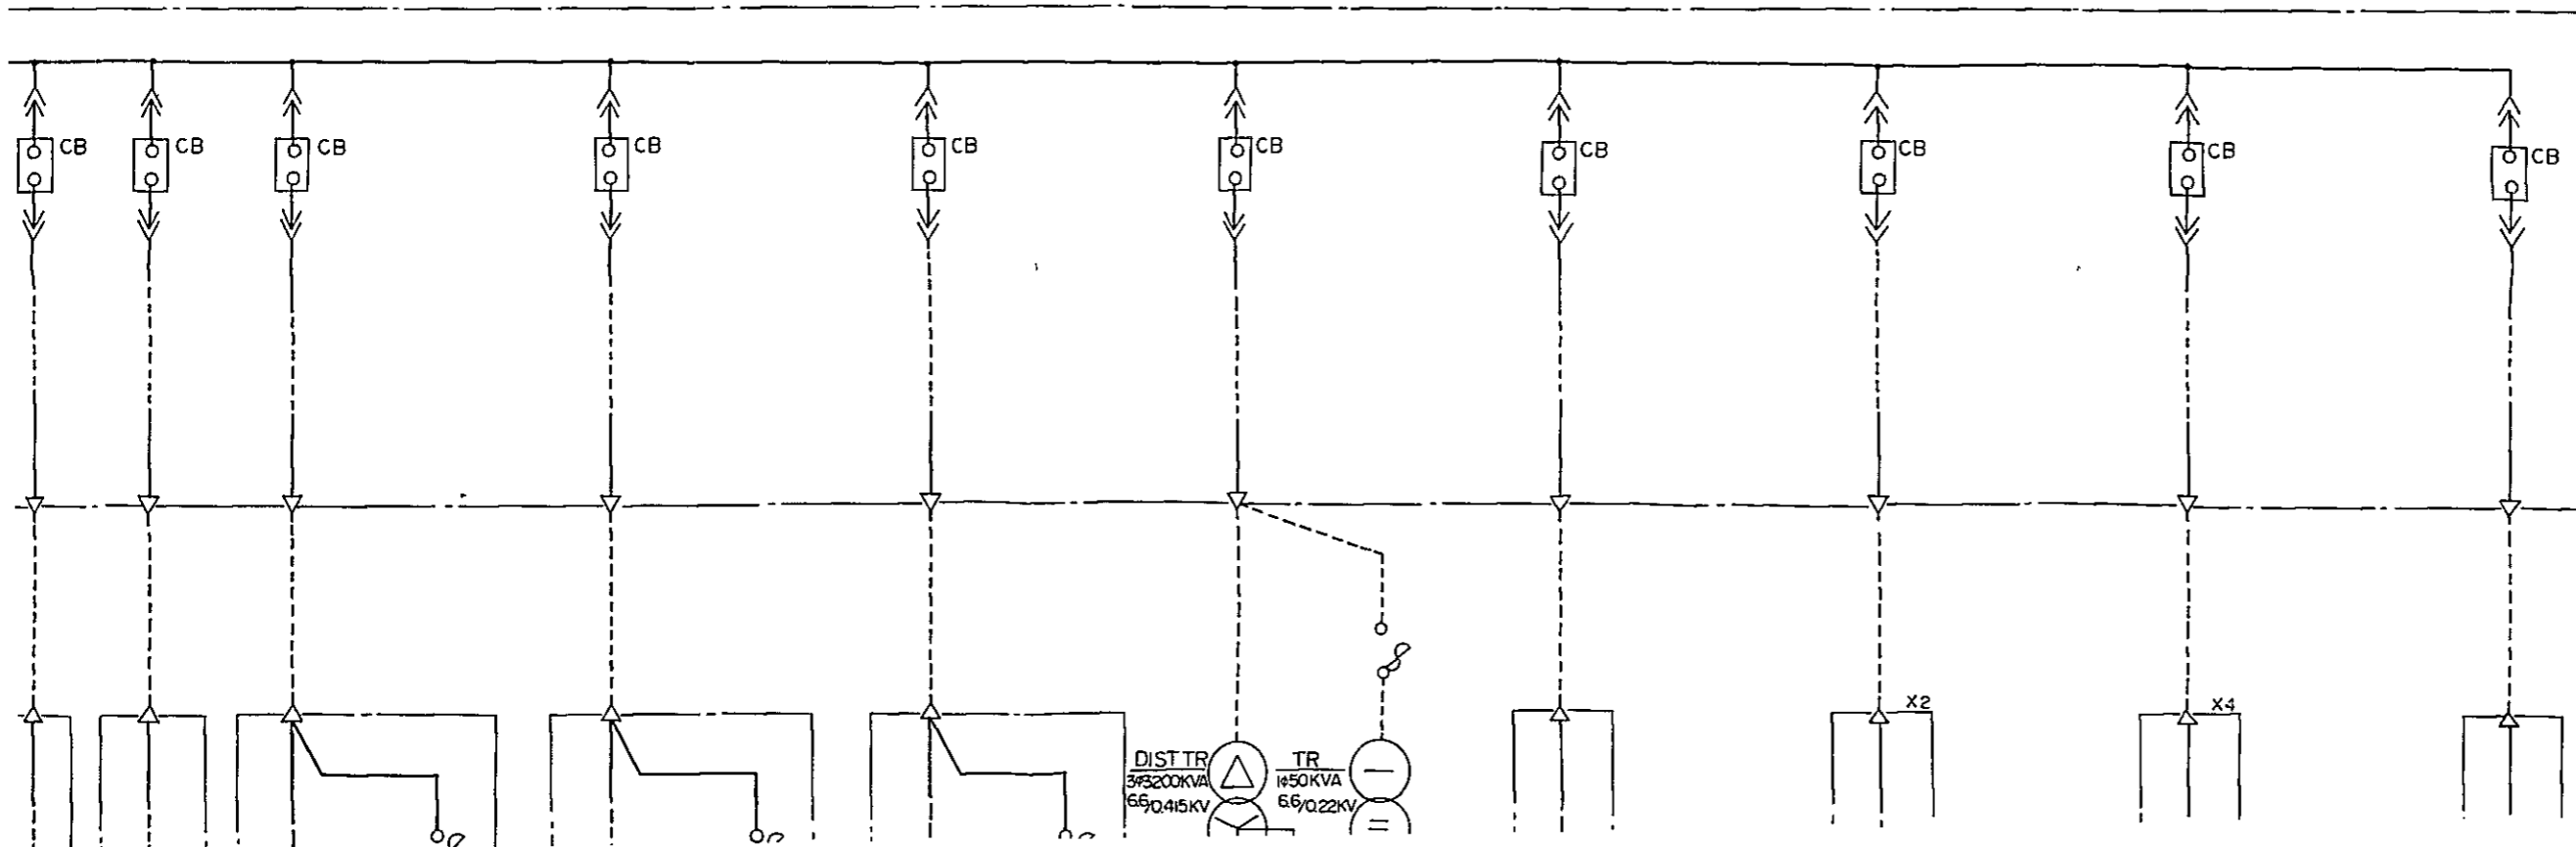 CB CB CB CB CB CB CB CB CB CB
X2 X4
DIST TR
3φ3200KVA
6.6/0.415KV
TR
1φ50KVA
6.6/0.22KV